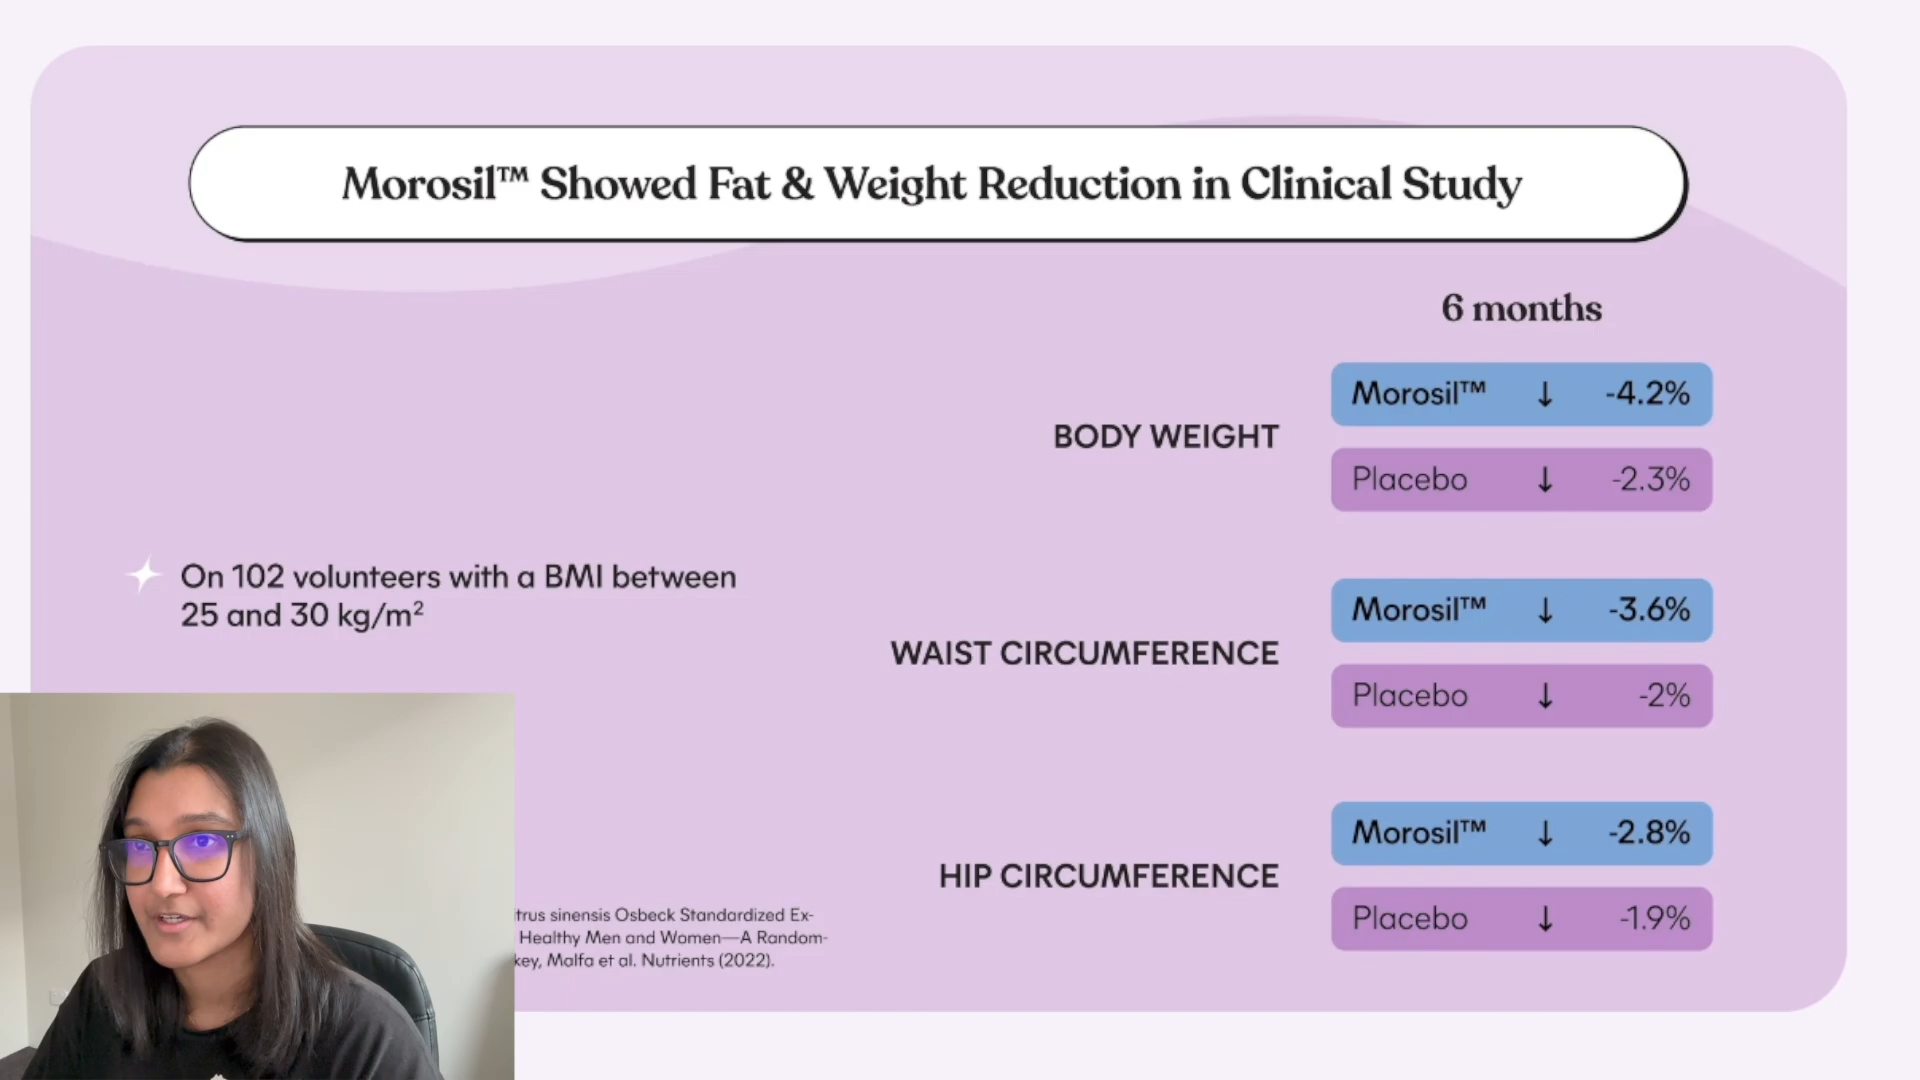 Morosil™ Showed Fat & Weight Reduction in Clinical Study
6 months
BODY WEIGHT
Morosil™ ↓ -4.2%
Placebo ↓ -2.3%
On 102 volunteers with a BMI between
25 and 30 kg/m²
WAIST CIRCUMFERENCE
Morosil™ ↓ -3.6%
Placebo ↓ -2%
HIP CIRCUMFERENCE
Morosil™ ↓ -2.8%
Placebo ↓ -1.9%
sinensis Osbeck Standardized Ex-
Healthy Men and Women—A Random-
Malfa et al. Nutrients (2022).